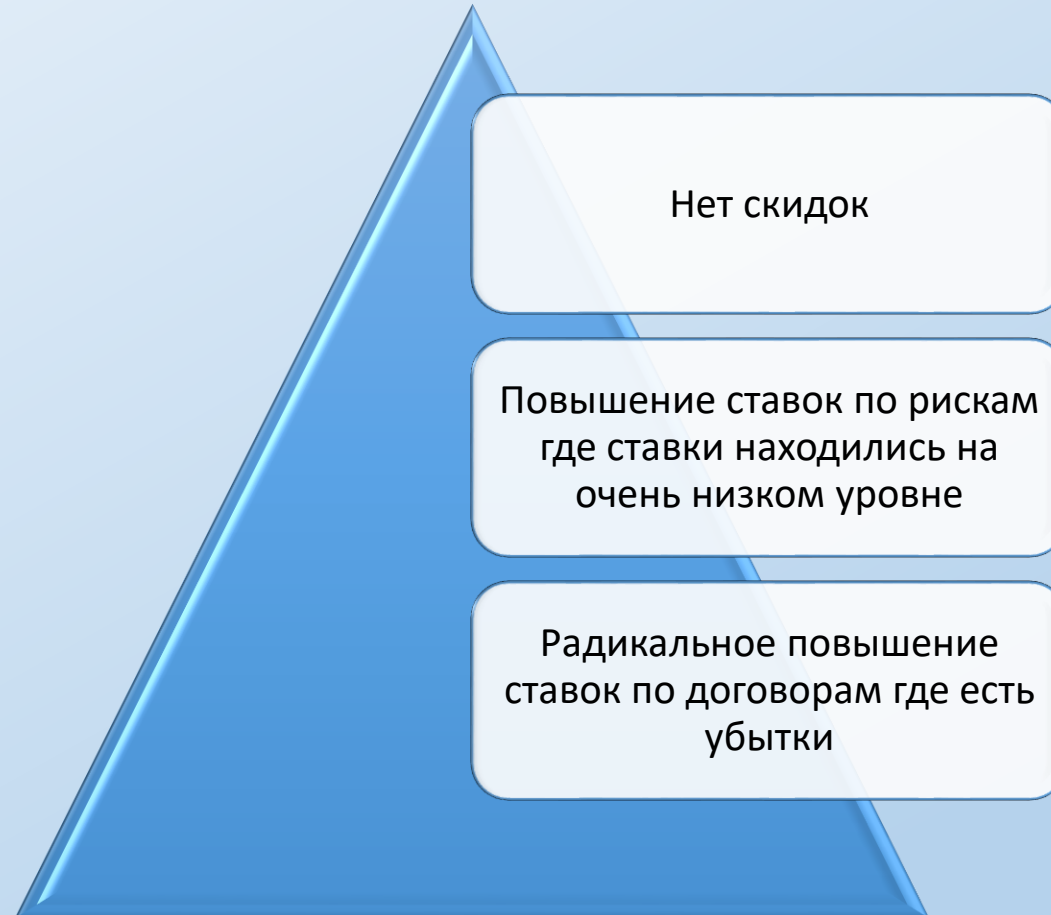 Нет скидок
Повышение ставок по рискам
где ставки находились на
очень низком уровне
Радикальное повышение
ставок по договорам где есть
убытки